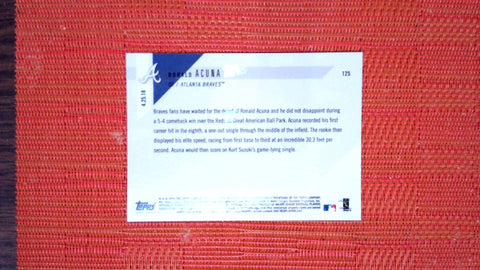 RONALD ACUNA
125
OF / ATLANTA BRAVES™
4.25.18
Braves fans have waited for the debut of Ronald Acuna and he did not disappoint during
a 5-4 comeback win over the Reds at Great American Ball Park. Acuna recorded his first
career hit in the eighth, a one-out single through the middle of the infield. The rookie then
displayed his elite speed, racing from first to third at an incredible 30.3 feet per
second. Acuna would then score on Kurt Suzuki's game-tying single.
Topps